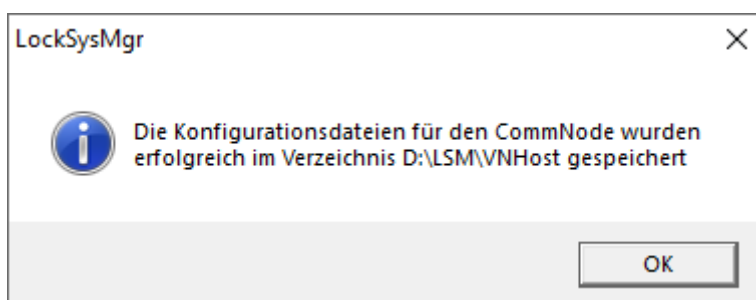 LockSysMgr
Die Konfigurationsdateien für den CommNode wurden
erfolgreich im Verzeichnis D:\LSM\VNHost gespeichert
OK